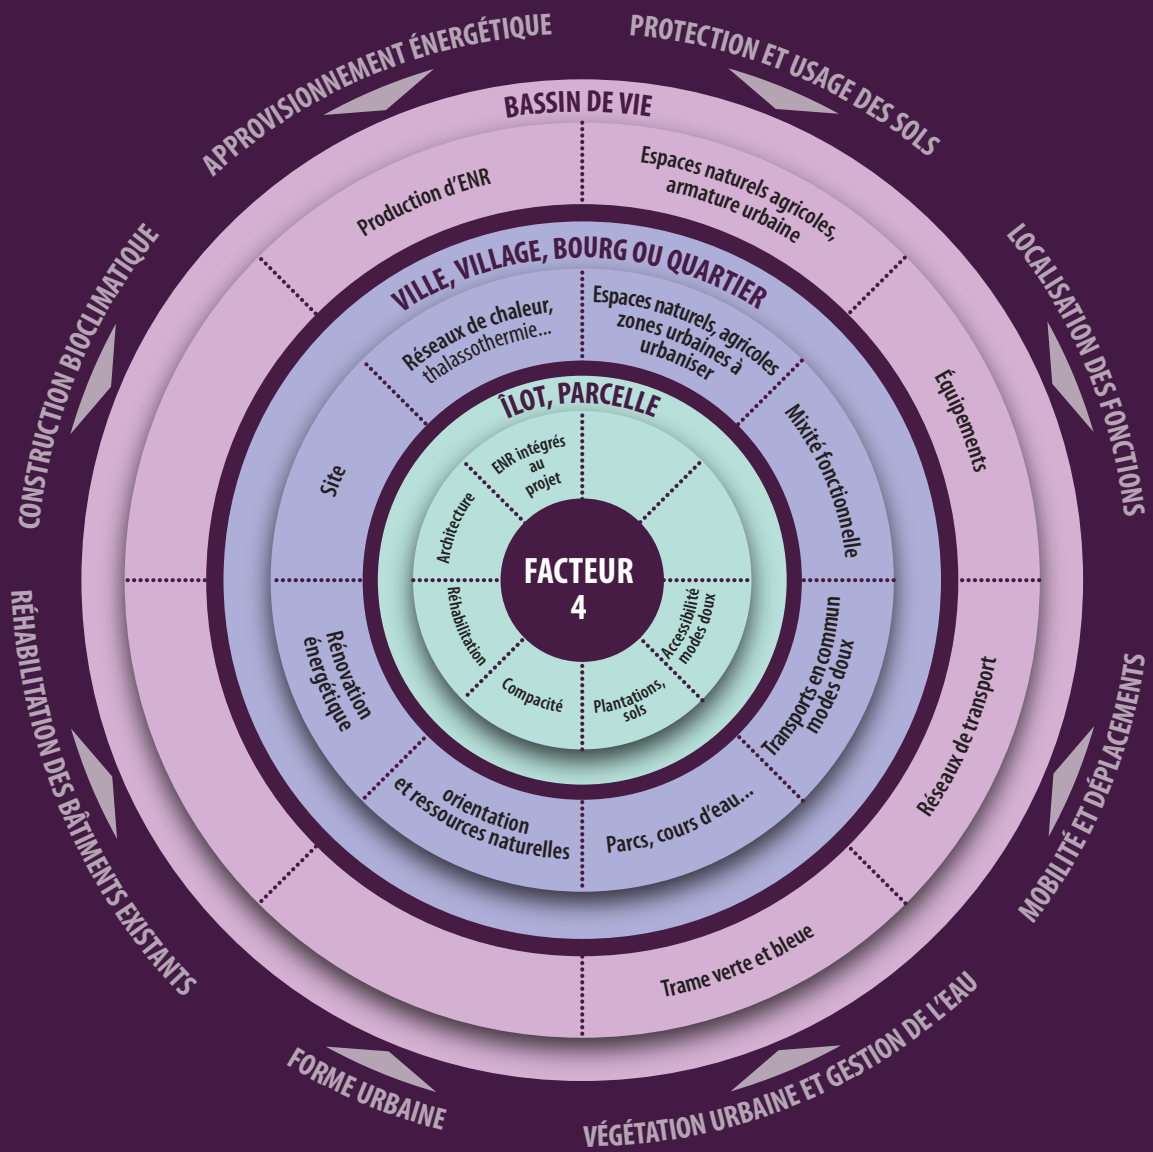 APPROVISIONNEMENT ÉNERGÉTIQUE
PROTECTION ET USAGE DES SOLS
LOCALISATION DES FONCTIONS
MOBILITÉ ET DÉPLACEMENTS
VÉGÉTATION URBAINE ET GESTION DE L'EAU
FORME URBAINE
RÉHABILITATION DES BÂTIMENTS EXISTANTS
CONSTRUCTION BIOCLIMATIQUE
BASSIN DE VIE
Production d'ENR
Espaces naturels agricoles,
armature urbaine
Équipements
Réseaux de transport
Trame verte et bleue
VILLE, VILLAGE, BOURG OU QUARTIER
Réseaux de chaleur,
thalassothermie...
Espaces naturels, agricoles
zones urbaines à
urbaniser
Mixité fonctionnelle
Transports en commun
modes doux
Parcs, cours d'eau...
orientation
et ressources naturelles
Rénovation
énergétique
Site
ÎLOT, PARCELLE
ENR intégrés
au
projet
Accessibilité
modes doux
Plantations,
sols
Compacité
Réhabilitation
Architecture
FACTEUR
4